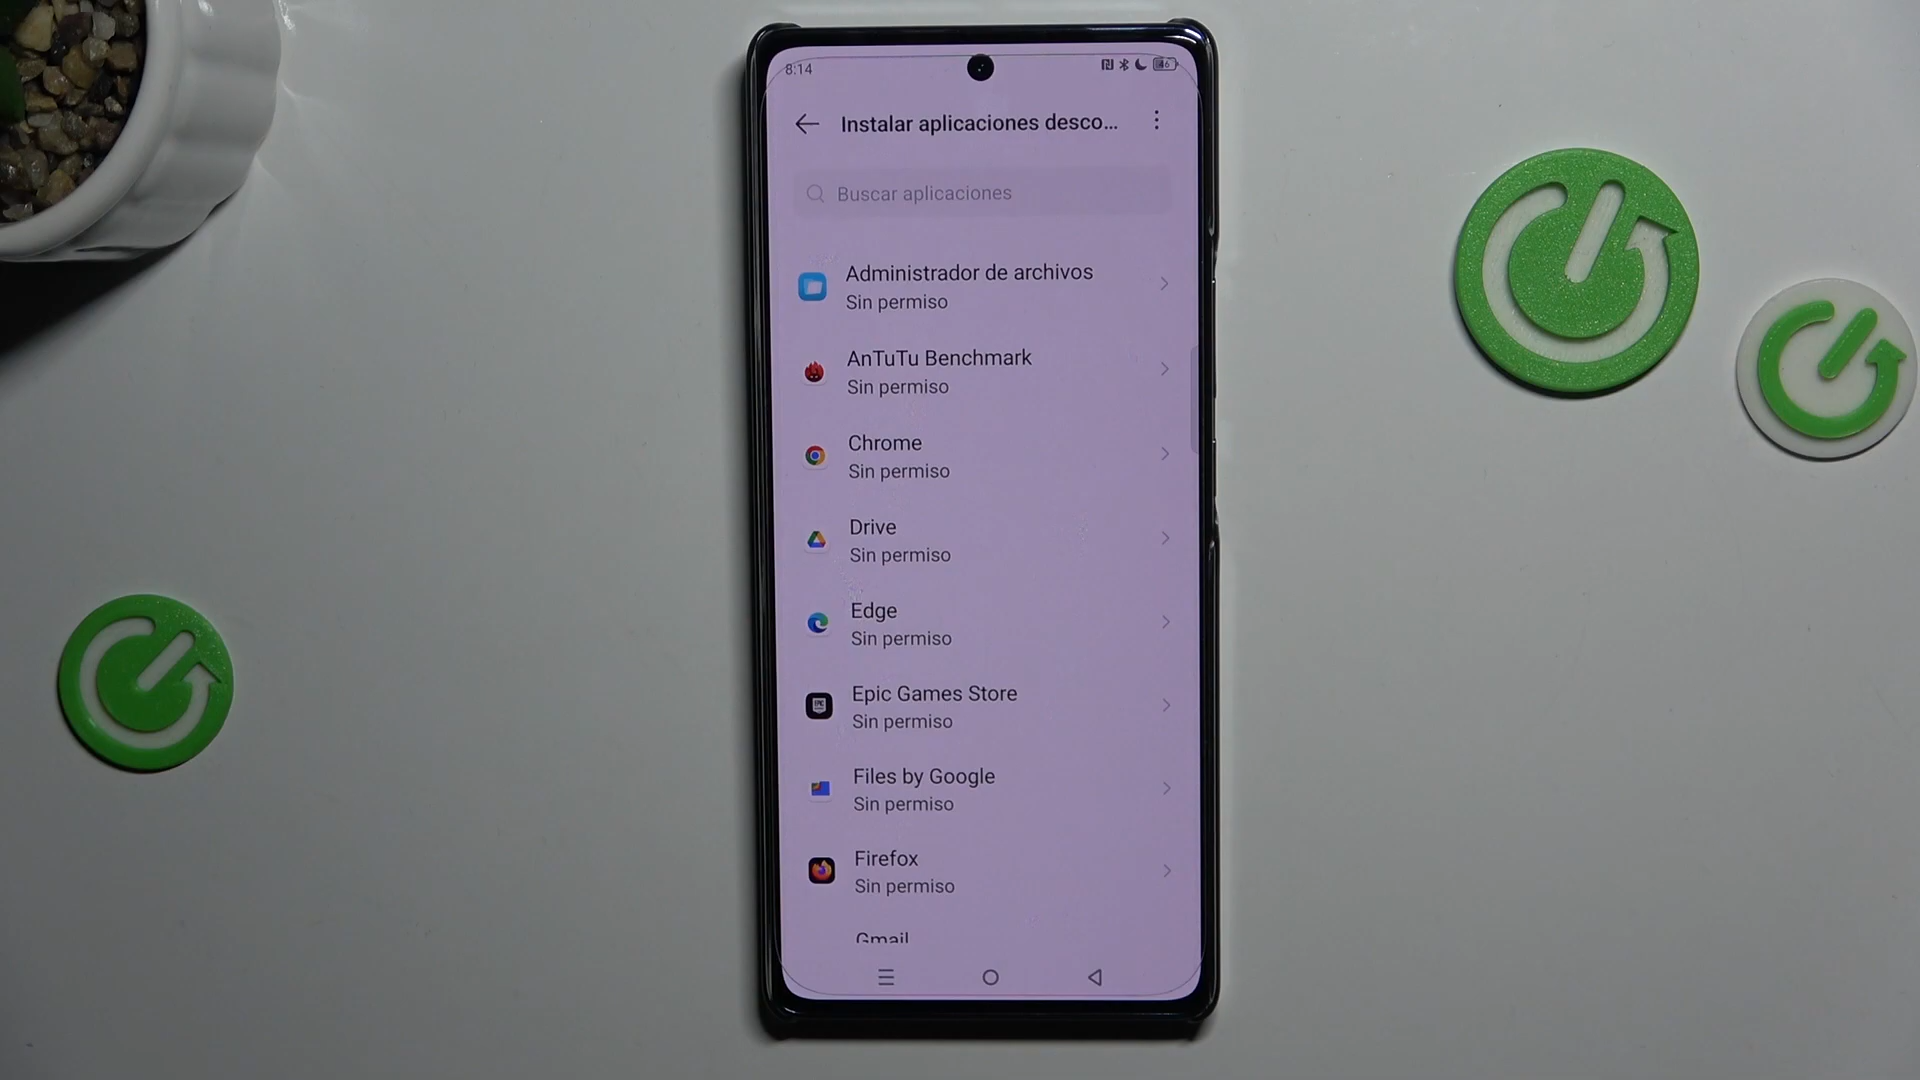 8:14
46
Instalar aplicaciones desco...
Buscar aplicaciones
Administrador de archivos
Sin permiso
AnTuTu Benchmark
Sin permiso
Chrome
Sin permiso
Drive
Sin permiso
Edge
Sin permiso
Epic Games Store
Sin permiso
Files by Google
Sin permiso
Firefox
Sin permiso
Gmail